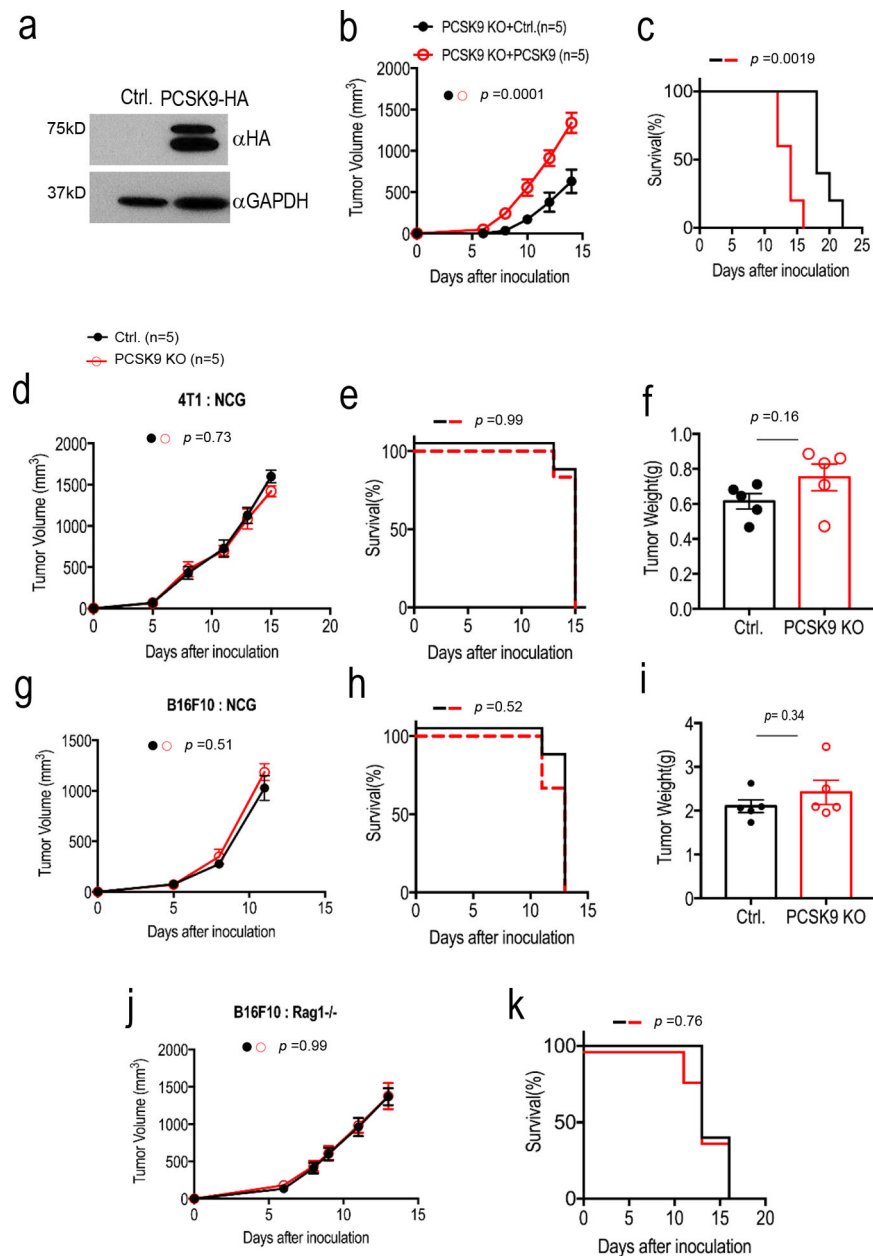 a
Ctrl. PCSK9-HA
75kD
αHA
37kD
αGAPDH
b
PCSK9 KO+Ctrl.(n=5)
PCSK9 KO+PCSK9 (n=5)
p =0.0001
Tumor Volume (mm3)
2000
1500
1000
500
0
0 5 10 15
Days after inoculation
c
p =0.0019
Survival(%)
100
50
0
0 5 10 15 20 25
Days after inoculation
Ctrl. (n=5)
PCSK9 KO (n=5)
d
4T1 : NCG
p =0.73
Tumor Volume (mm3)
2000
1500
1000
500
0
0 5 10 15 20
Days after inoculation
e
p =0.99
Survival(%)
100
50
0
0 5 10 15
Days after inoculation
f
p =0.16
Tumor Weight(g)
1.0
0.8
0.6
0.4
0.2
0.0
Ctrl. PCSK9 KO
g
B16F10 : NCG
p =0.51
Tumor Volume (mm3)
1500
1000
500
0
0 5 10 15
Days after inoculation
h
p =0.52
Survival(%)
100
50
0
0 5 10 15
Days after inoculation
i
p= 0.34
Tumor Weight(g)
4
3
2
1
0
Ctrl. PCSK9 KO
j
B16F10 : Rag1-/-
p =0.99
Tumor Volume (mm3)
2000
1500
1000
500
0
0 5 10 15
Days after inoculation
k
p =0.76
Survival(%)
100
50
0
0 5 10 15 20
Days after inoculation